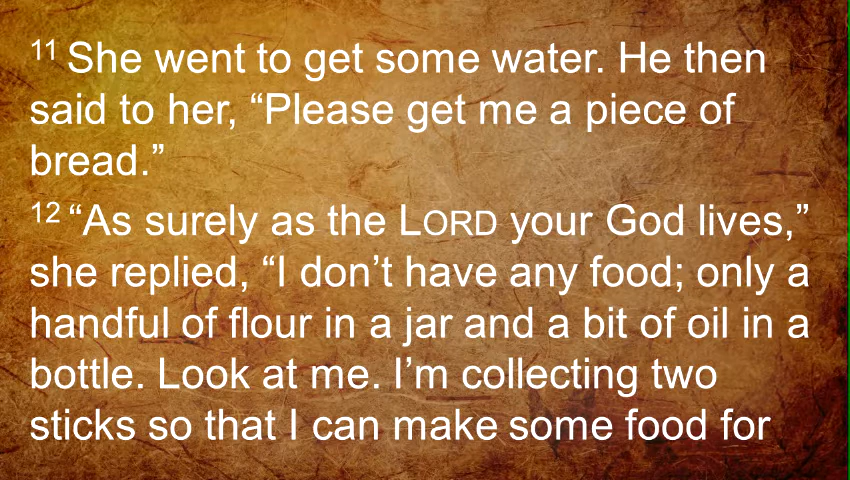 11 She went to get some water. He then
said to her, “Please get me a piece of
bread.”
12 “As surely as the LORD your God lives,”
she replied, “I don’t have any food; only a
handful of flour in a jar and a bit of oil in a
bottle. Look at me. I’m collecting two
sticks so that I can make some food for